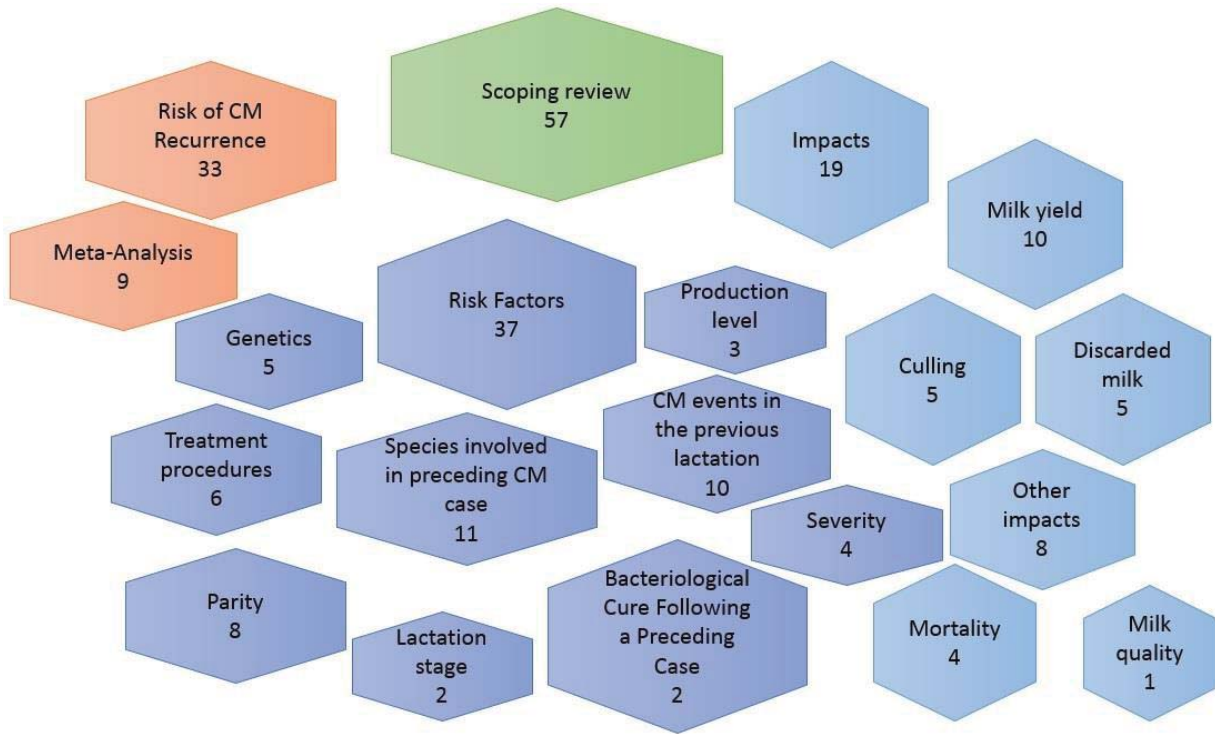 Scoping review
57
Risk of CM
Recurrence
33
Impacts
19
Milk yield
10
Meta-Analysis
9
Risk Factors
37
Production
level
3
Genetics
5
Culling
5
Discarded
milk
5
CM events in
the previous
lactation
10
Treatment
procedures
6
Species involved
in preceding CM
case
11
Severity
4
Other
impacts
8
Parity
8
Lactation
stage
2
Bacteriological
Cure Following
a Preceding
Case
2
Mortality
4
Milk
quality
1